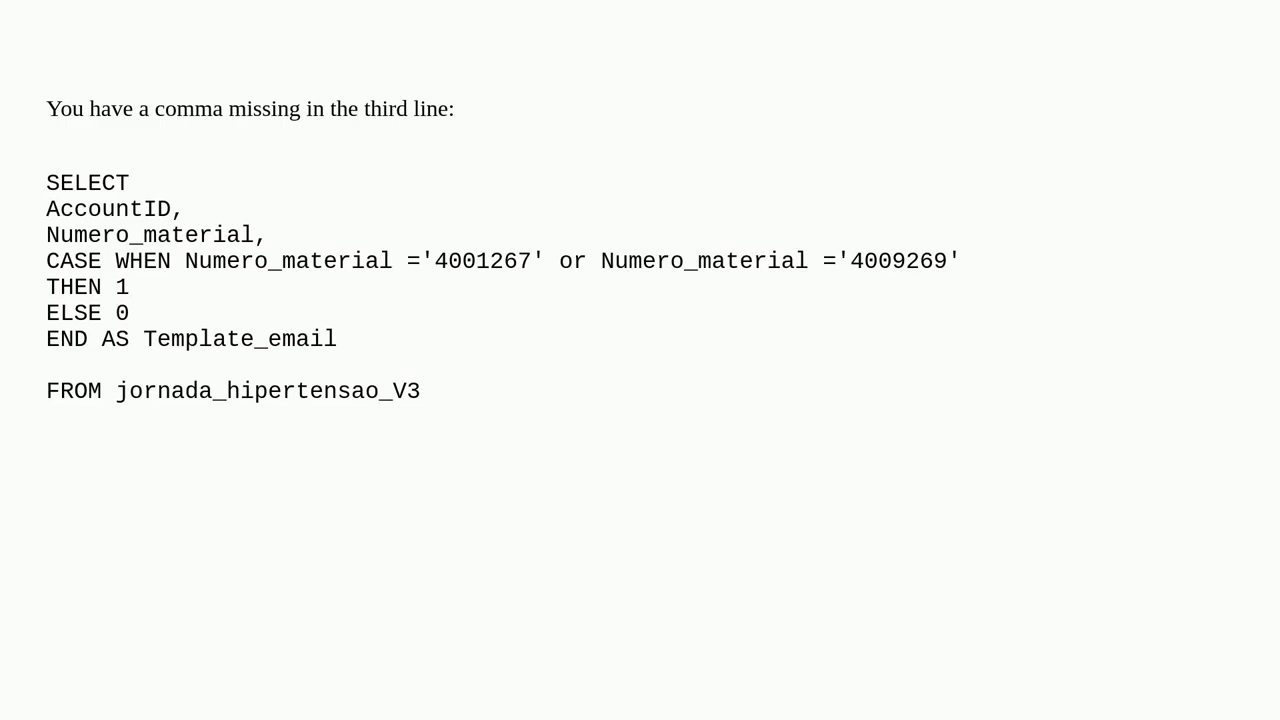 You have a comma missing in the third line:
SELECT
AccountID,
Numero_material,
CASE WHEN Numero_material ='4001267' or Numero_material ='4009269'
THEN 1
ELSE 0
END AS Template_email
FROM jornada_hipertensao_V3